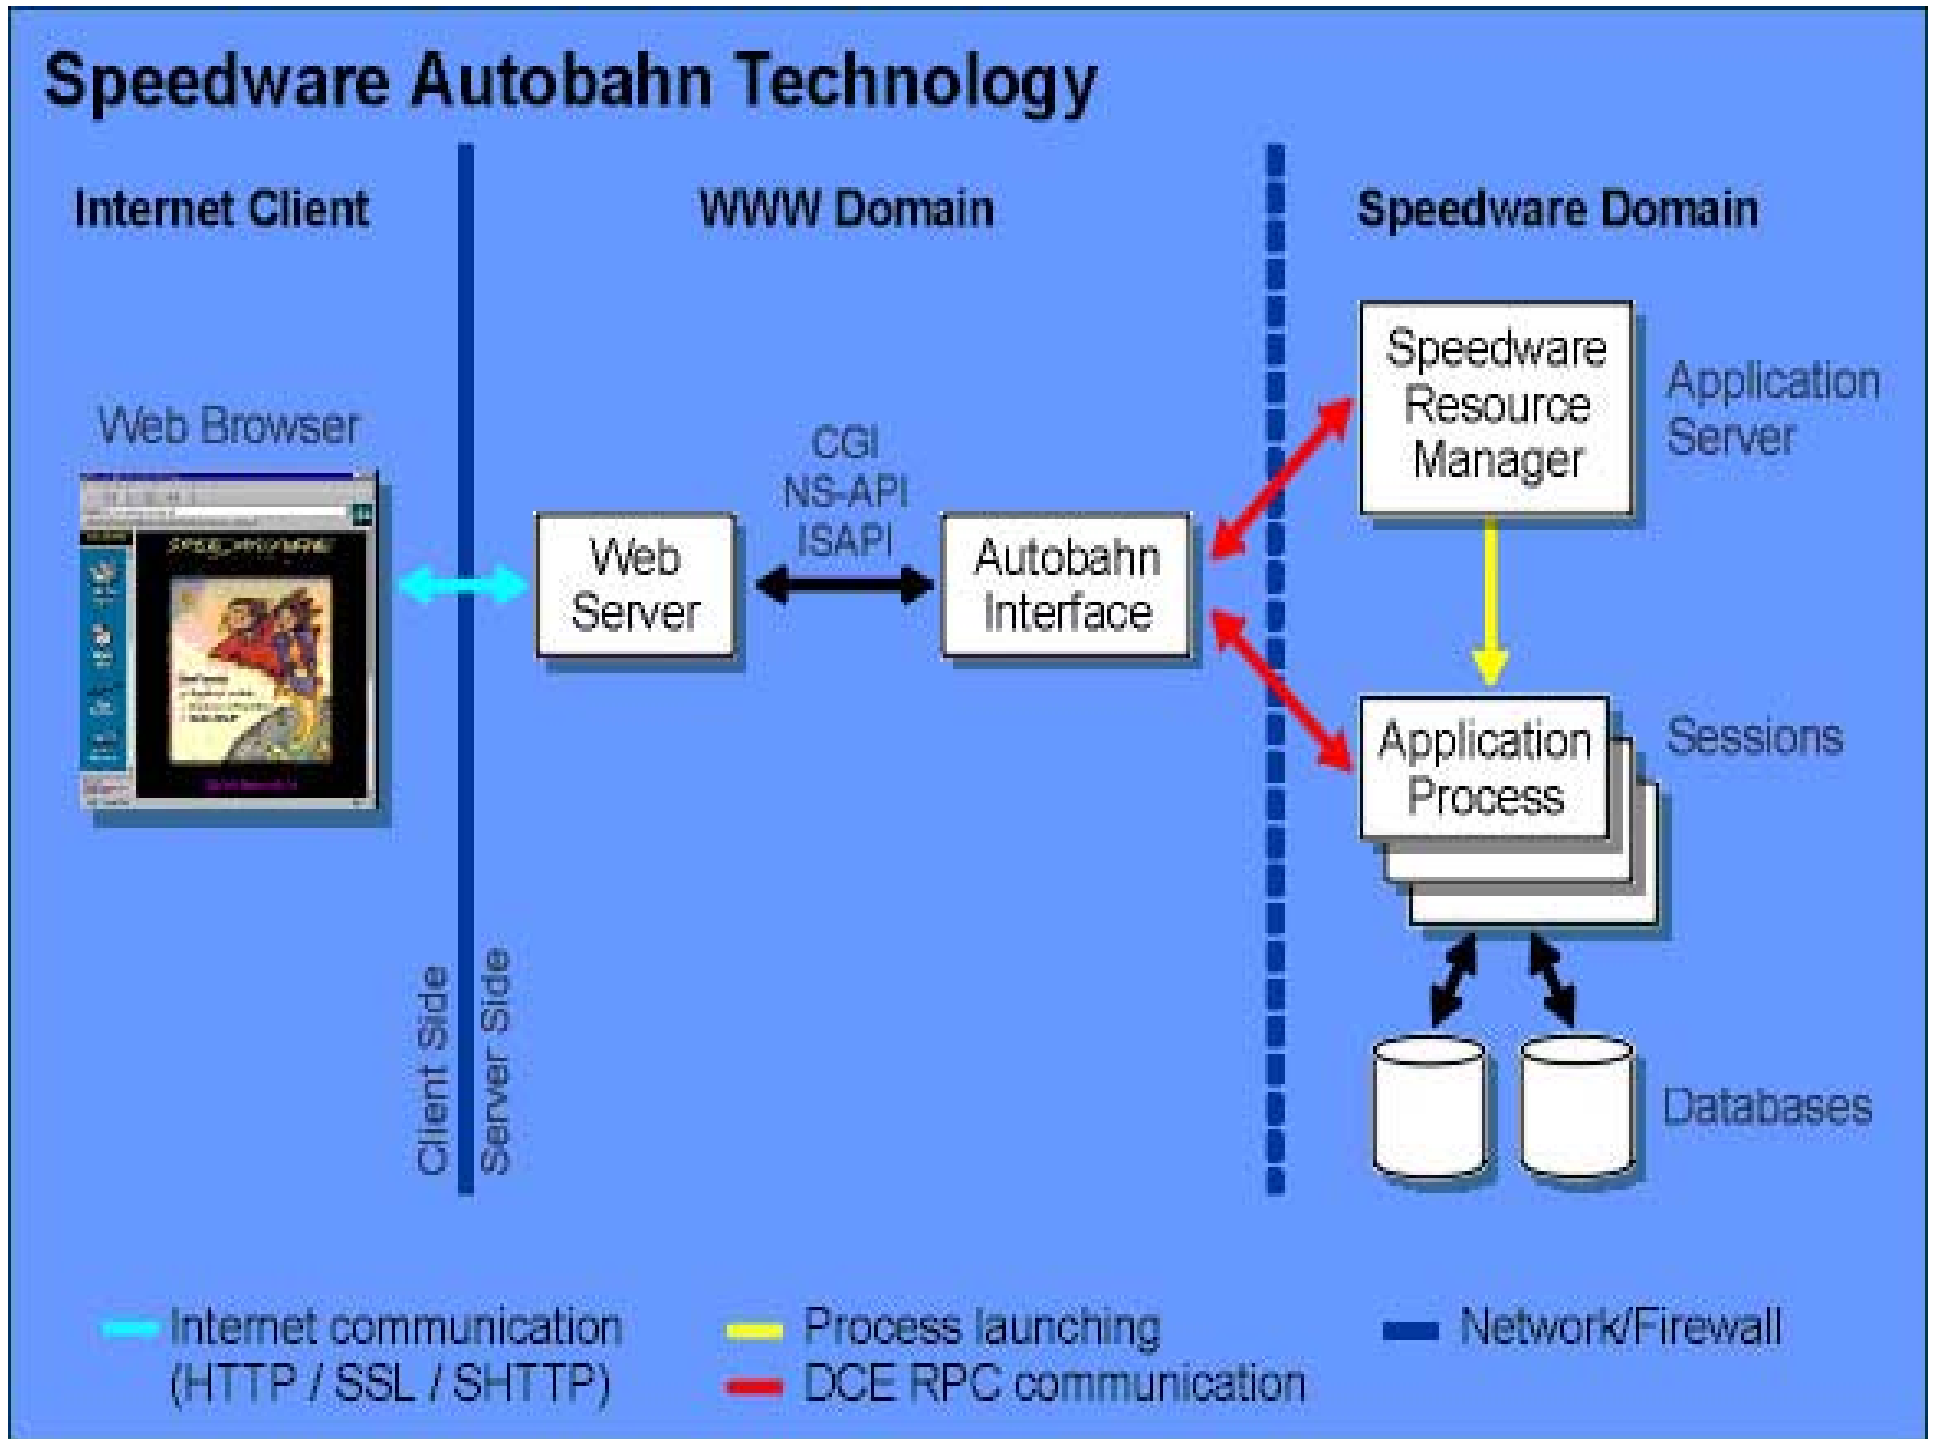 Speedware Autobahn Technology
Internet Client
WWW Domain
Speedware Domain
Web Browser
CGI
NS-API
ISAPI
Web
Server
Autobahn
Interface
Speedware
Resource
Manager
Application
Server
Application
Process
Sessions
Databases
Client Side
Server Side
Internet communication
(HTTP / SSL / SHTTP)
Process launching
DCE RPC communication
Network/Firewall